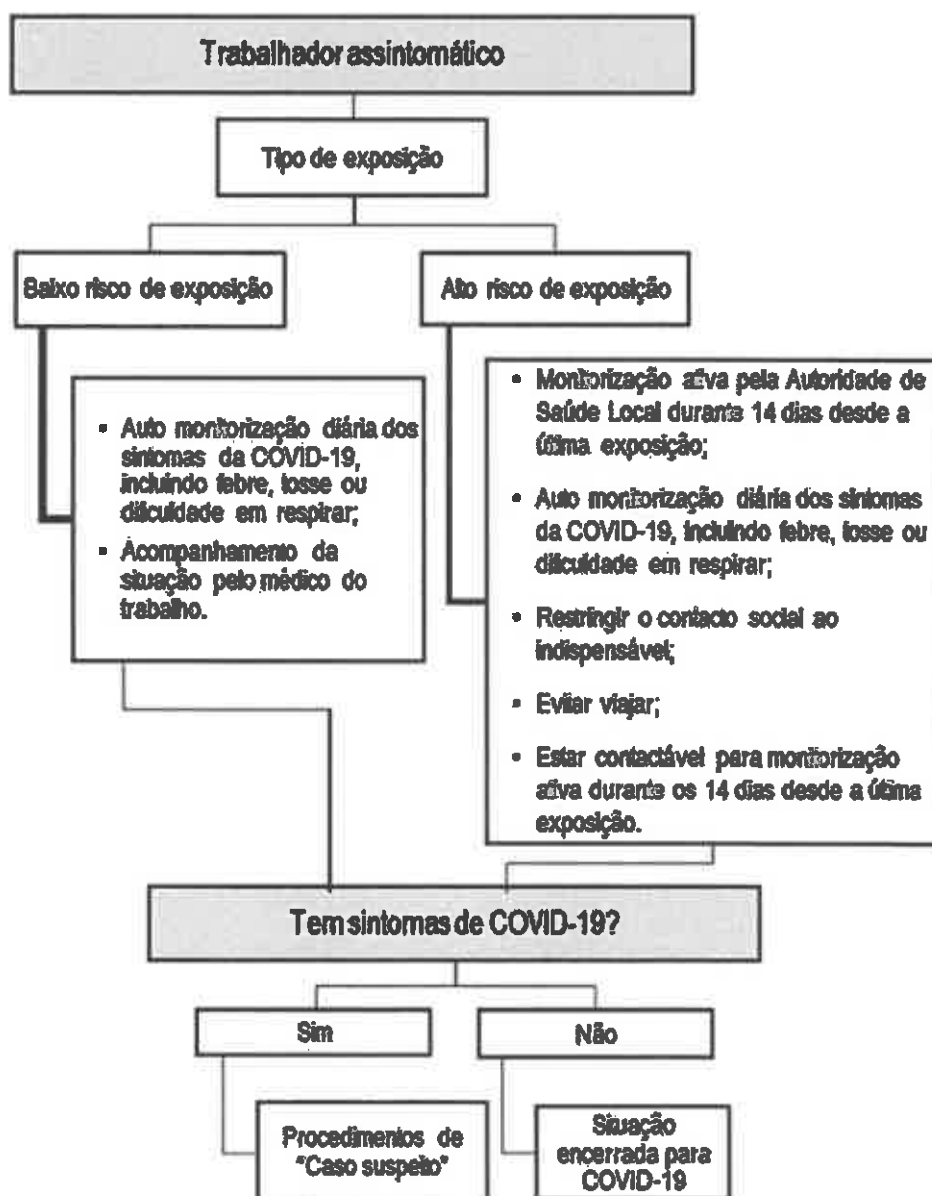 Trabalhador assintomático
Tipo de exposição
Baixo risco de exposição
Alto risco de exposição
• Auto monitorização diária dos
sintomas da COVID-19,
incluindo febre, tosse ou
dificuldade em respirar;
• Acompanhamento da
situação pelo médico do
trabalho.
• Monitorização ativa pela Autoridade de
Saúde Local durante 14 dias desde a
última exposição;
• Auto monitorização diária dos sintomas
da COVID-19, incluindo febre, tosse ou
dificuldade em respirar;
• Restringir o contacto social ao
indispensável;
• Evitar viajar;
• Estar contactável para monitorização
ativa durante os 14 dias desde a última
exposição.
Tem sintomas de COVID-19?
Sim
Não
Procedimentos de
"Caso suspeito"
Situação
encerrada para
COVID-19